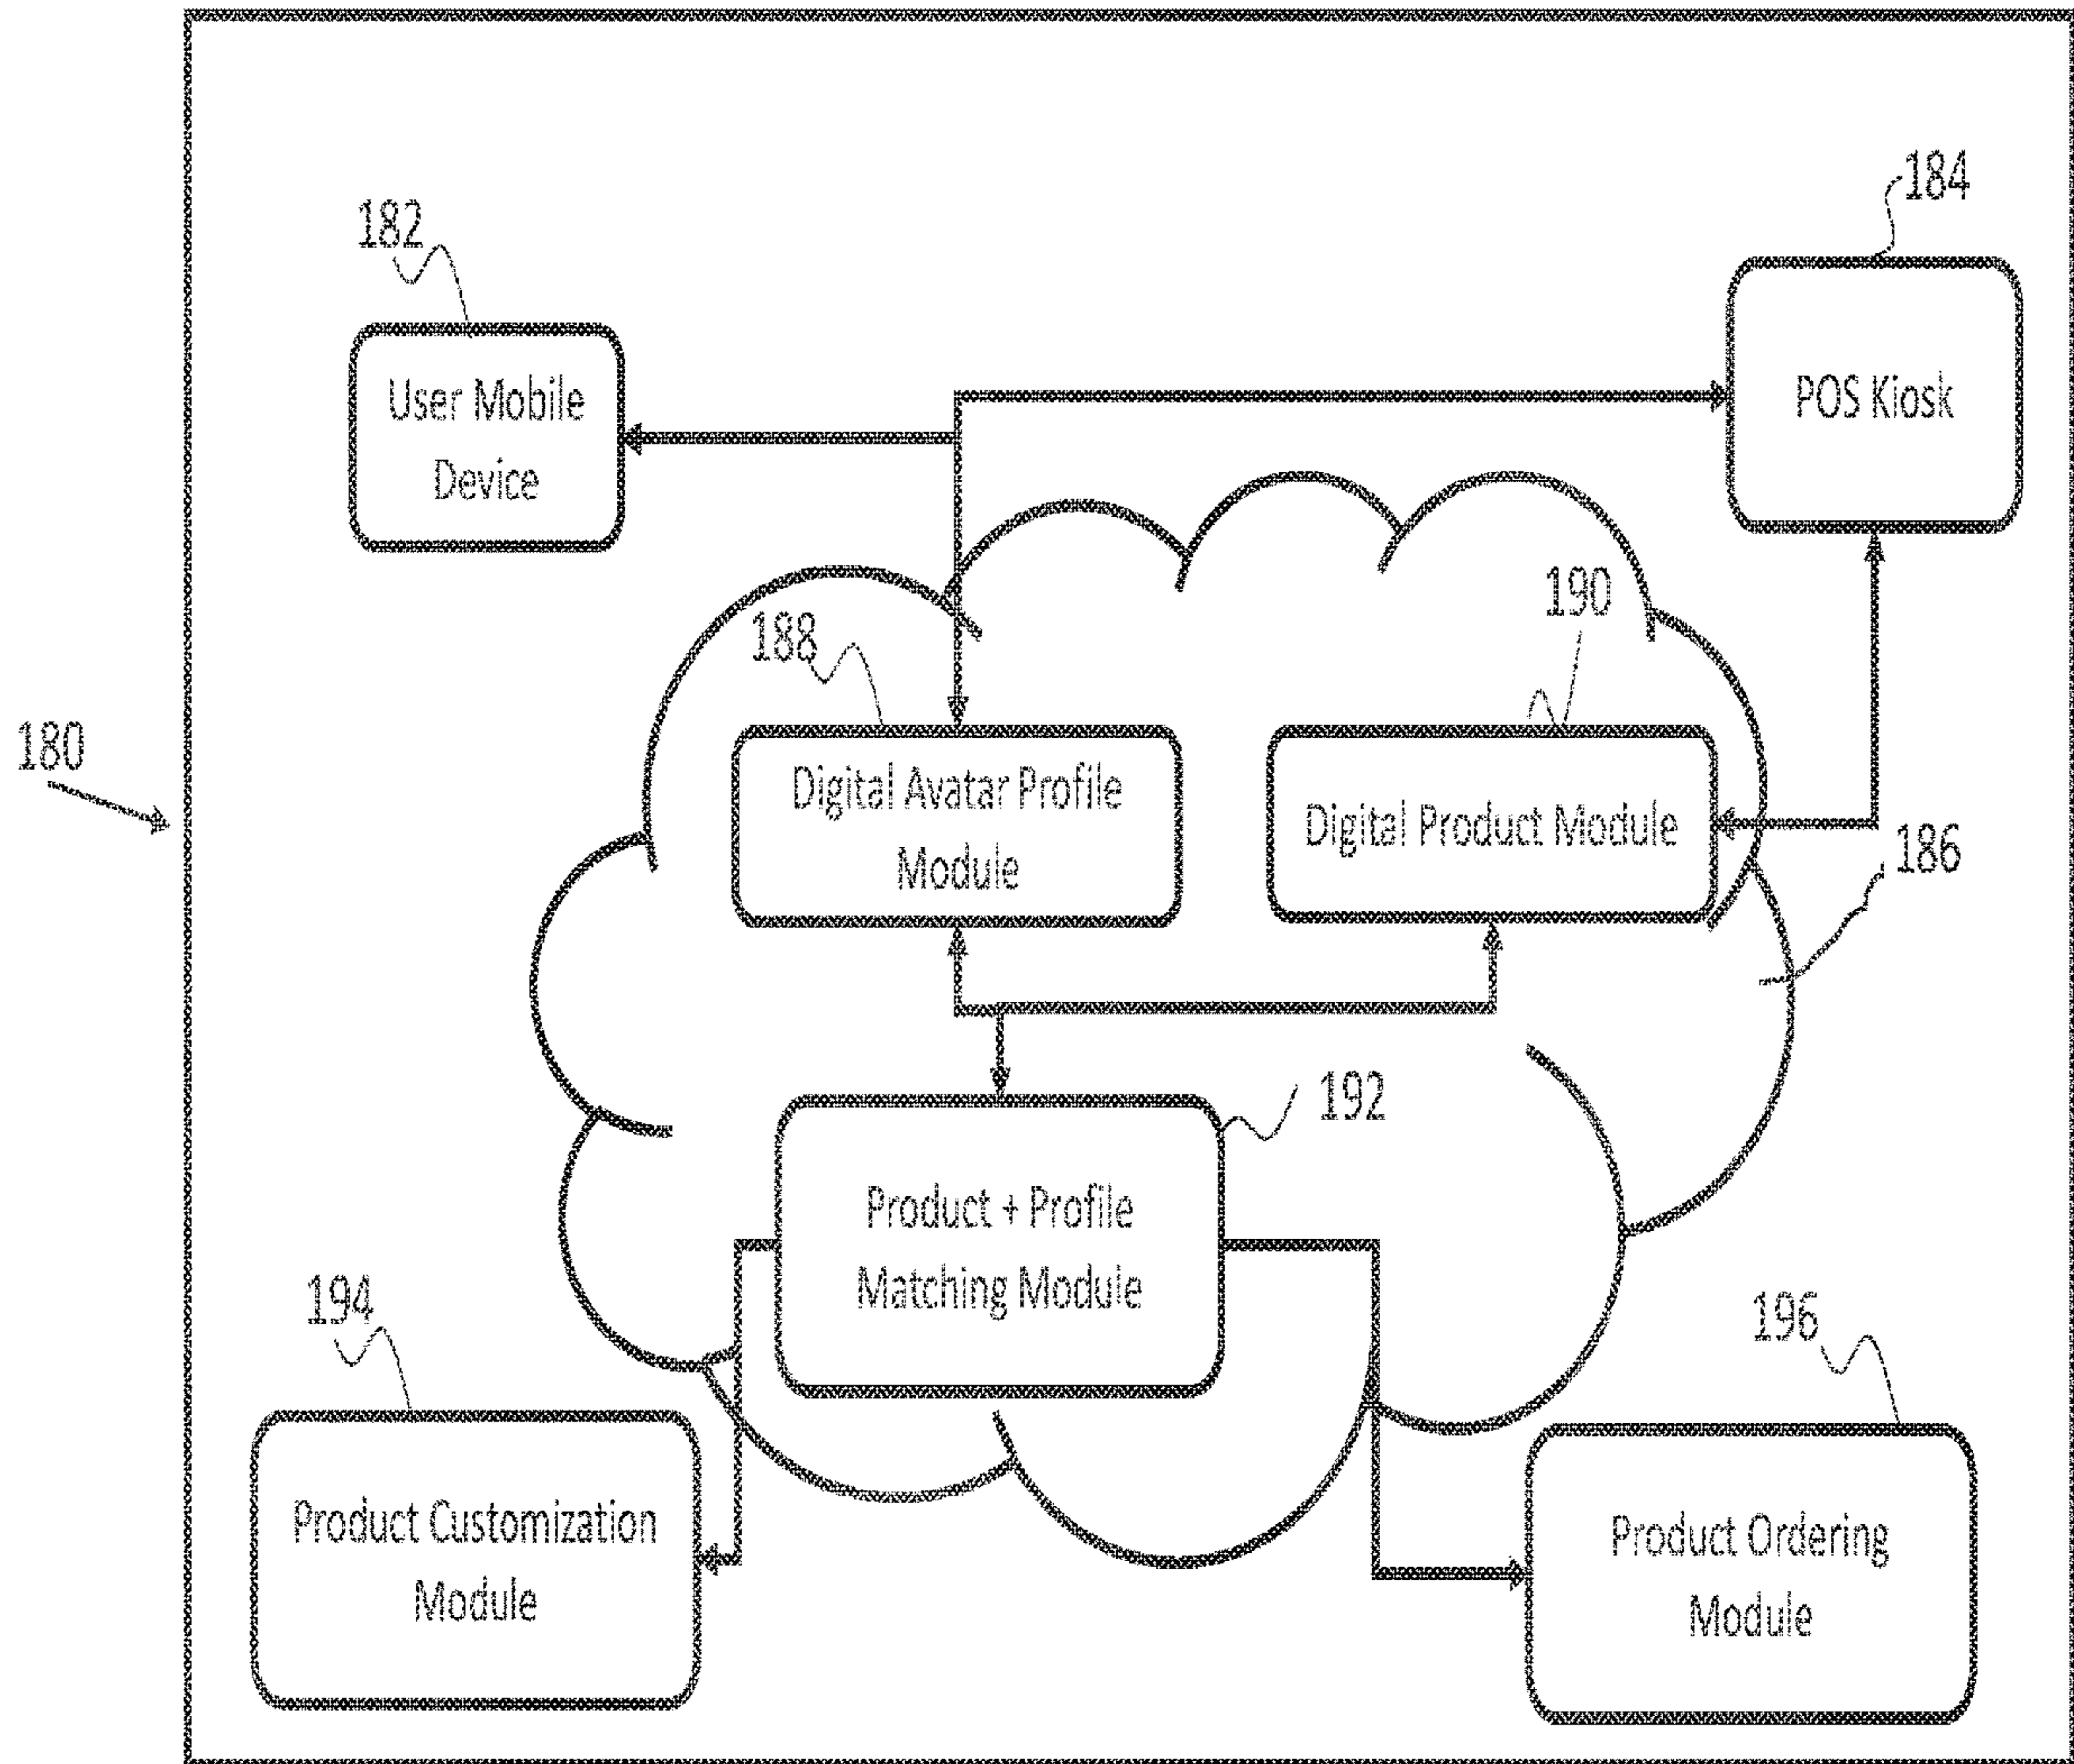 184
182
User Mobile
Device
POS Kiosk
190
188
180
Digital Avatar Profile
Module
Digital Product Module
186
192
Product + Profile
Matching Module
194
196
Product Customization
Module
Product Ordering
Module